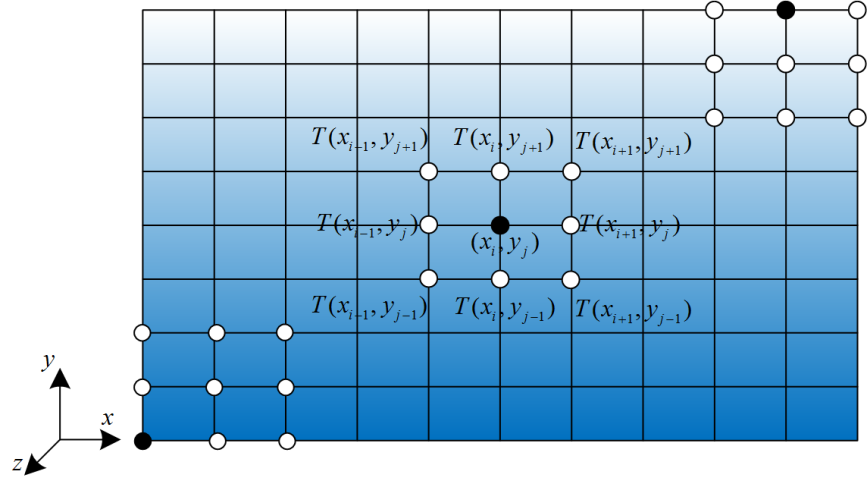 T(x_{i-1}, y_{j+1}) T(x_i, y_{j+1}) T(x_{i+1}, y_{j+1})
T(x_{i-1}, y_j) T(x_{i+1}, y_j)
(x_i, y_j)
T(x_{i-1}, y_{j-1}) T(x_i, y_{j-1}) T(x_{i+1}, y_{j-1})
y
x
z